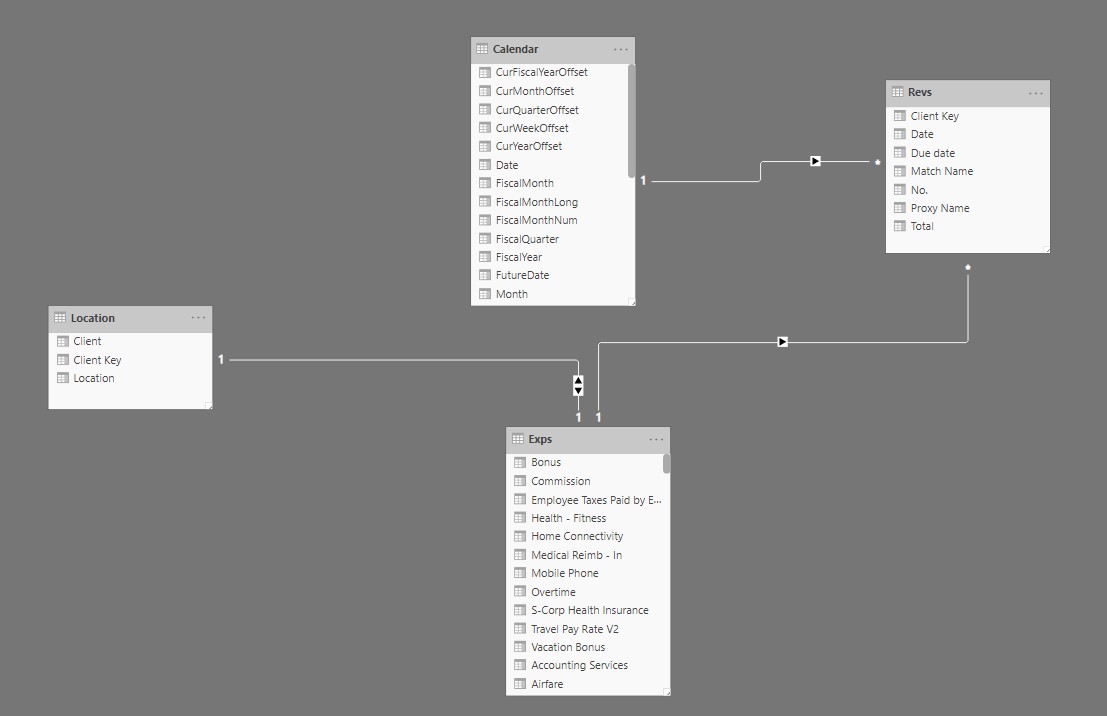 Calendar
CurFiscalYearOffset
CurMonthOffset
CurQuarterOffset
CurWeekOffset
CurYearOffset
Date
FiscalMonth
FiscalMonthLong
FiscalMonthNum
FiscalQuarter
FiscalYear
FutureDate
Month
1
*
Revs
Client Key
Date
Due date
Match Name
No.
Proxy Name
Total
*
Location
Client
Client Key
Location
1
1
1
Exps
Bonus
Commission
Employee Taxes Paid by E...
Health - Fitness
Home Connectivity
Medical Reimb - In
Mobile Phone
Overtime
S-Corp Health Insurance
Travel Pay Rate V2
Vacation Bonus
Accounting Services
Airfare